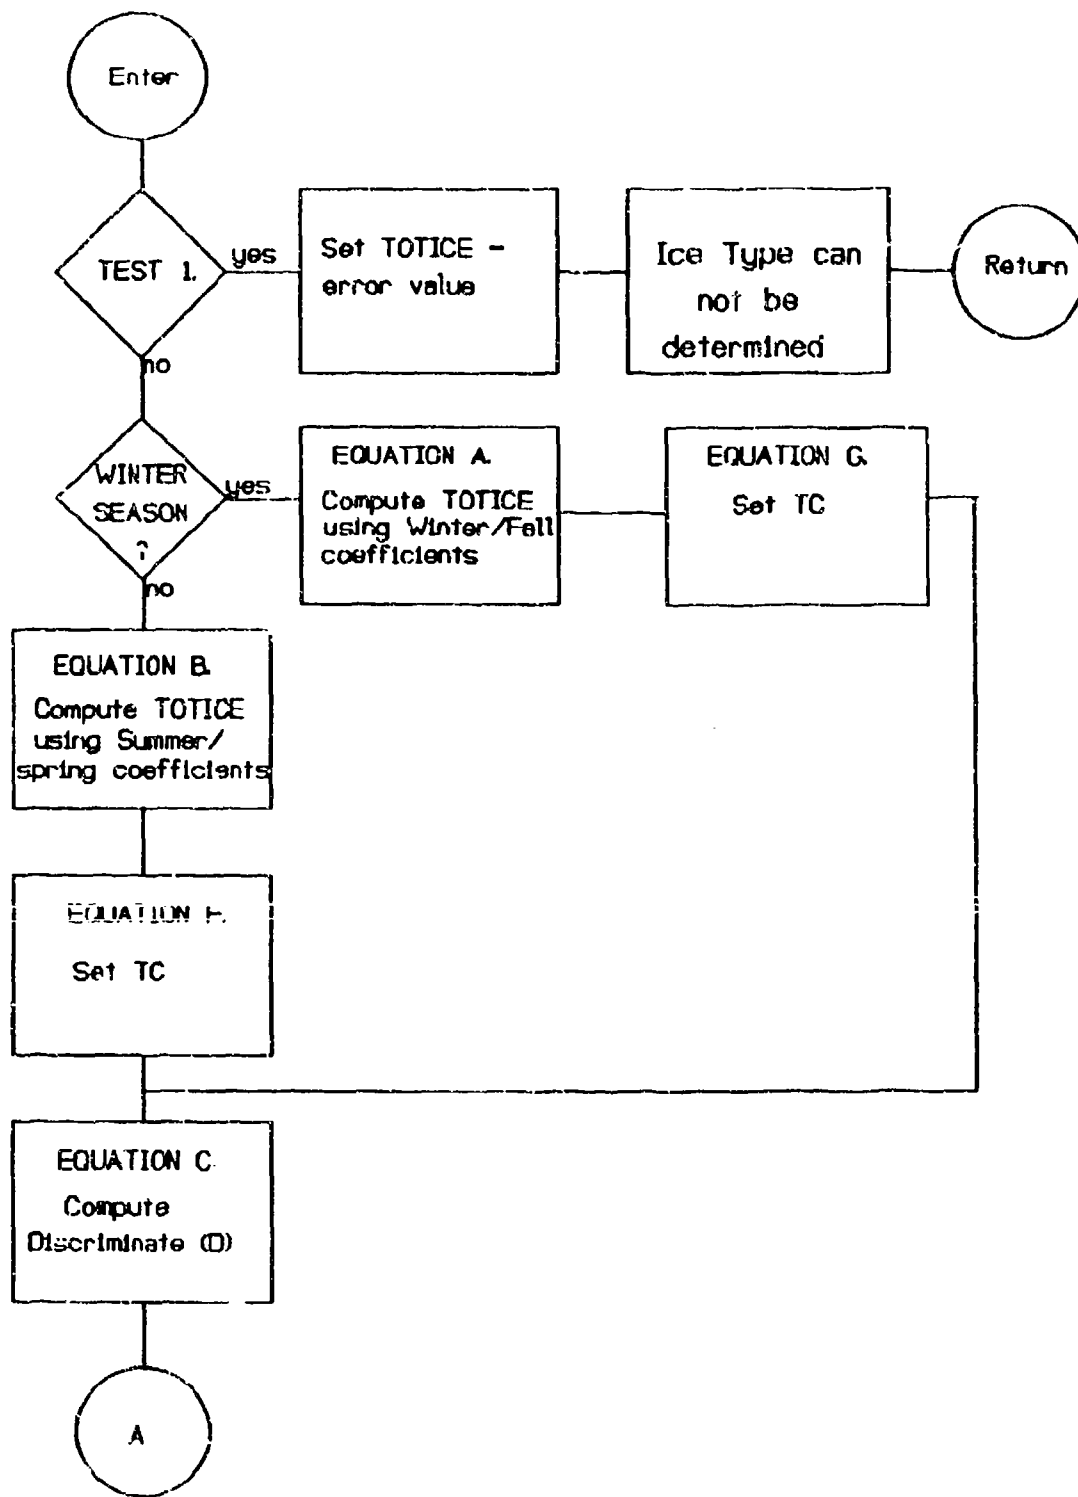 Enter
TEST 1.
yes
Set TOTICE -
error value
Ice Type can
not be
determined
Return
no
WINTER
SEASON
?
yes
EQUATION A.
Compute TOTICE
using Winter/Fall
coefficients
EQUATION G.
Set TC
no
EQUATION B.
Compute TOTICE
using Summer/
spring coefficients
EQUATION
Set TC
EQUATION C.
Compute
Discriminate (D)
A